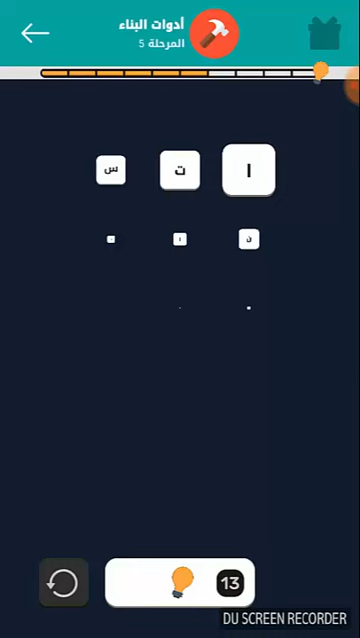 أدوات البناء
المرحلة 5
ا ت س
ن ا
13
DU SCREEN RECORDER